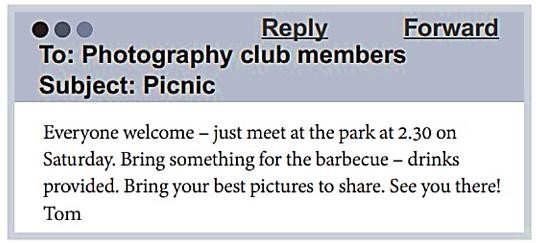 Reply Forward
To: Photography club members
Subject: Picnic
Everyone welcome – just meet at the park at 2.30 on
Saturday. Bring something for the barbecue – drinks
provided. Bring your best pictures to share. See you there!
Tom